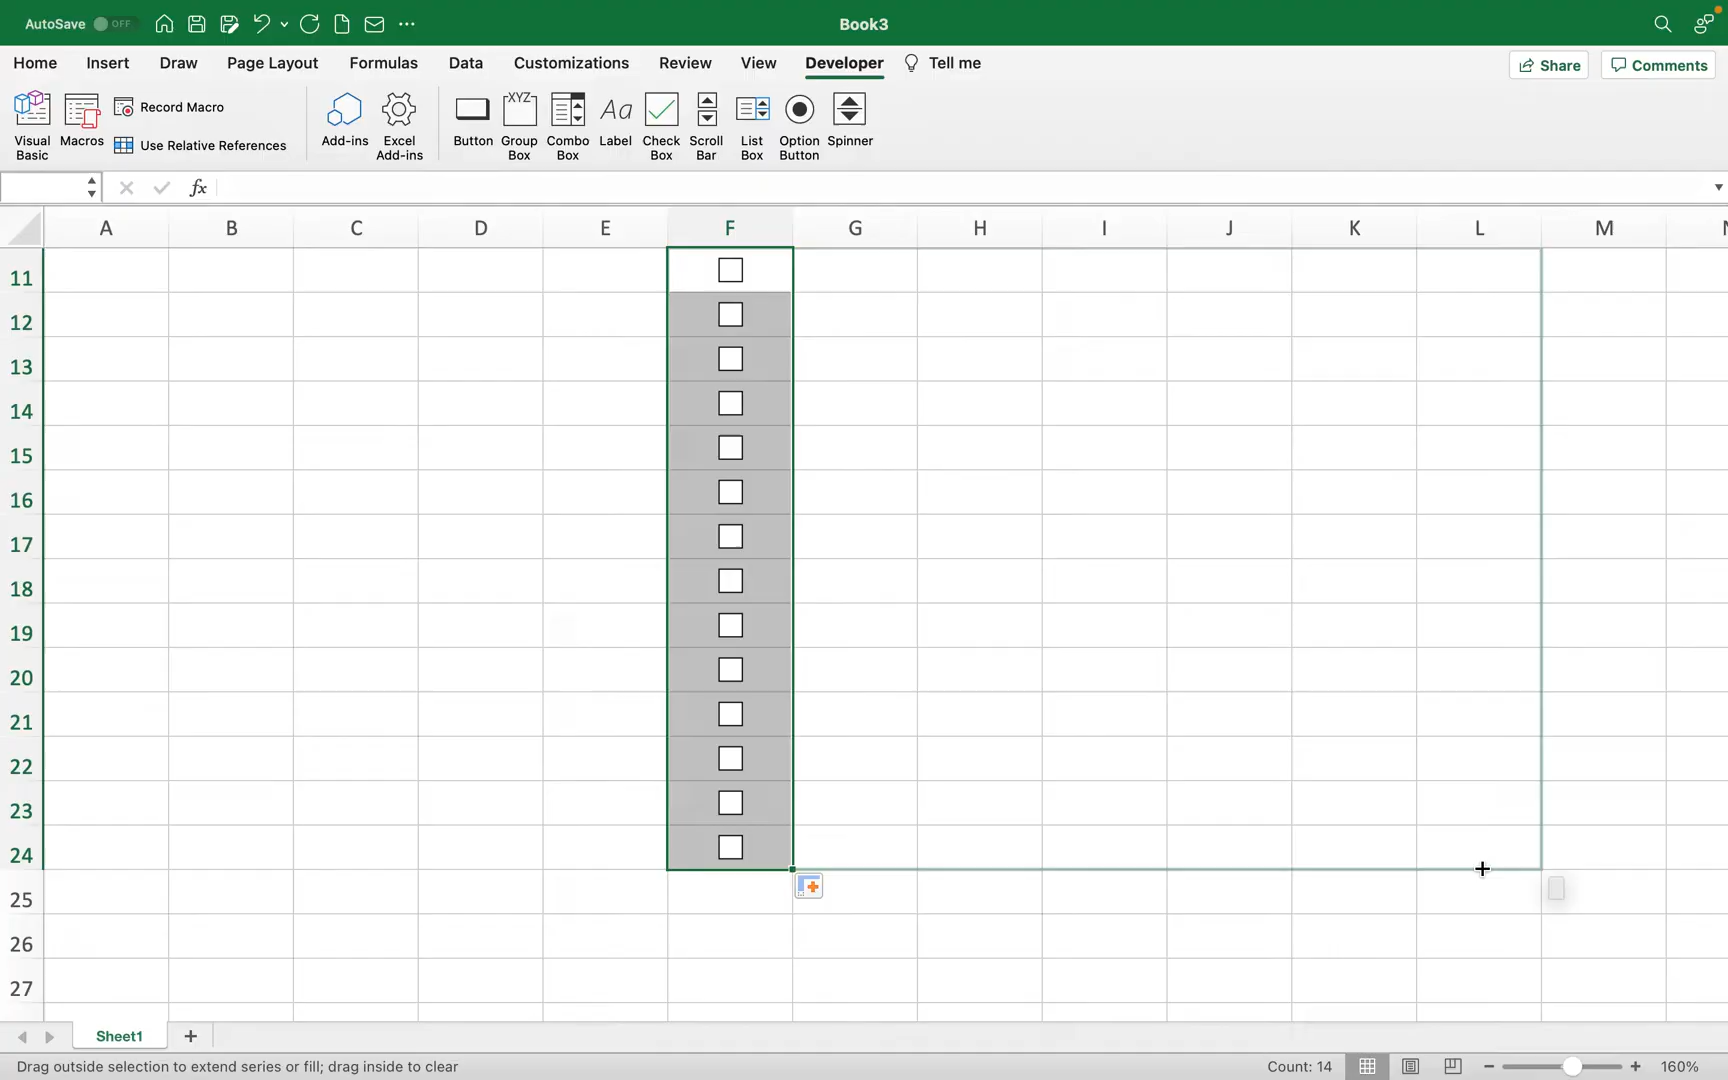 AutoSave OFF Book3
Home Insert Draw Page Layout Formulas Data Customizations Review View Developer Tell me Share Comments
Visual Basic
Macros
Record Macro
Use Relative References
Add-ins
Excel Add-ins
Button
XYZ
Group Box
Combo Box
Aa
Label
Check Box
Scroll Bar
List Box
Option Button
Spinner
fx
A B C D E F G H I J K L M
11
12
13
14
15
16
17
18
19
20
21
22
23
24
25
26
27
Sheet1
Drag outside selection to extend series or fill; drag inside to clear Count: 14 160%